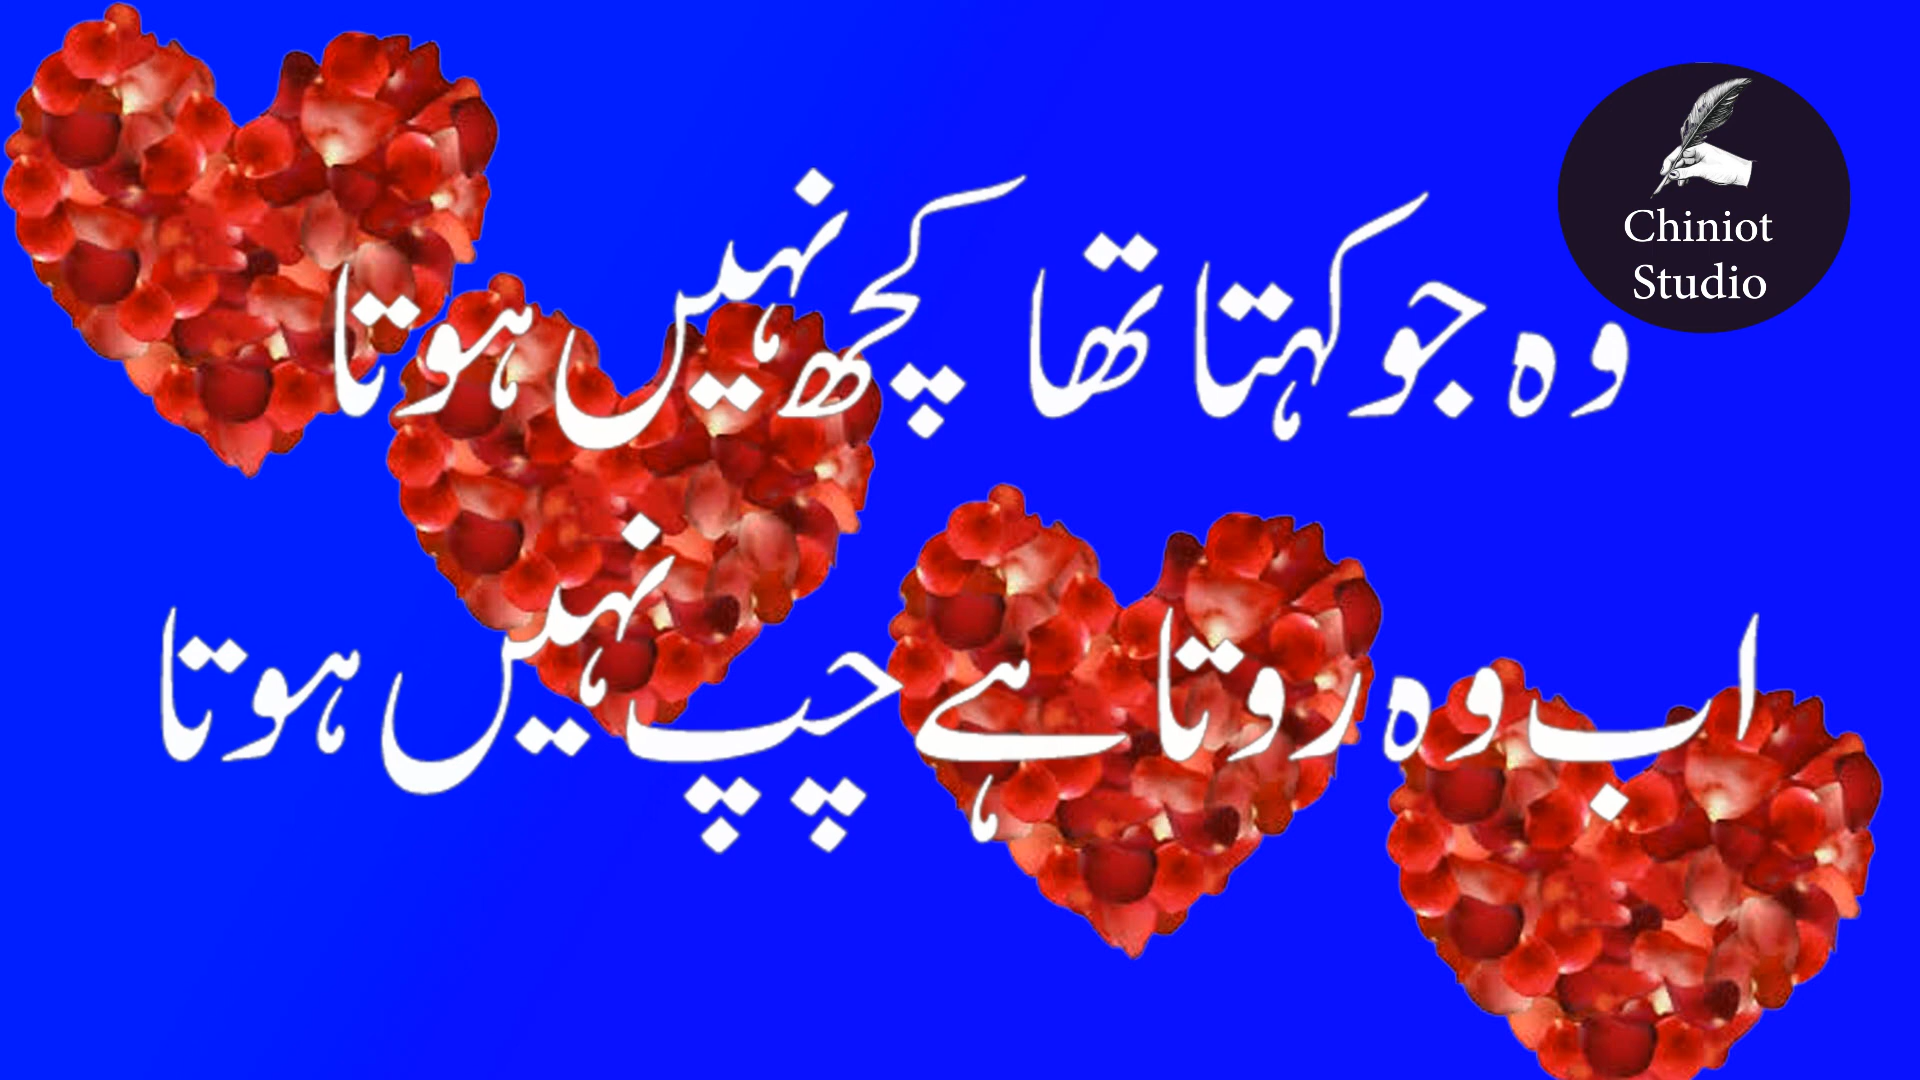 Chiniot
Studio
وہ جو کہتا تھا کچھ نہیں ہوتا
اب وہ روتا ہے چپ نہیں ہوتا